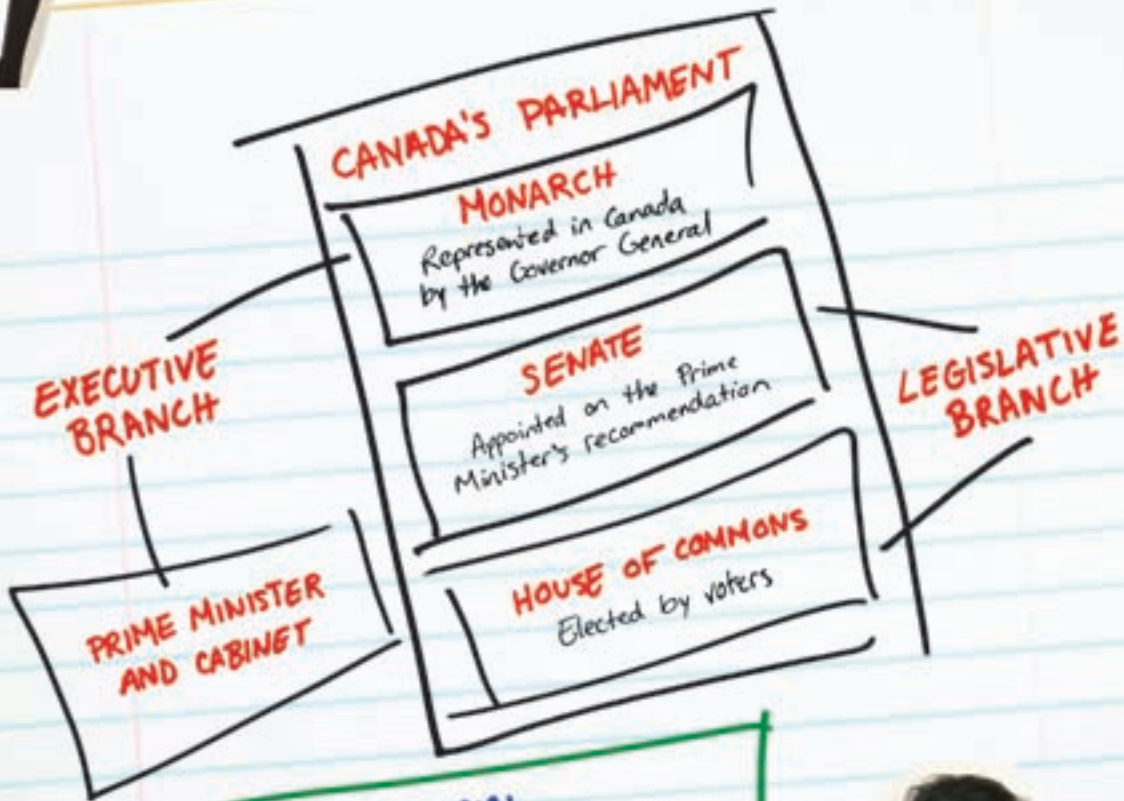 CANADA'S PARLIAMENT
MONARCH
Represented in Canada
by the Governor General
SENATE
Appointed on the Prime
Minister's recommendation
HOUSE OF COMMONS
Elected by voters
EXECUTIVE
BRANCH
PRIME MINISTER
AND CABINET
LEGISLATIVE
BRANCH